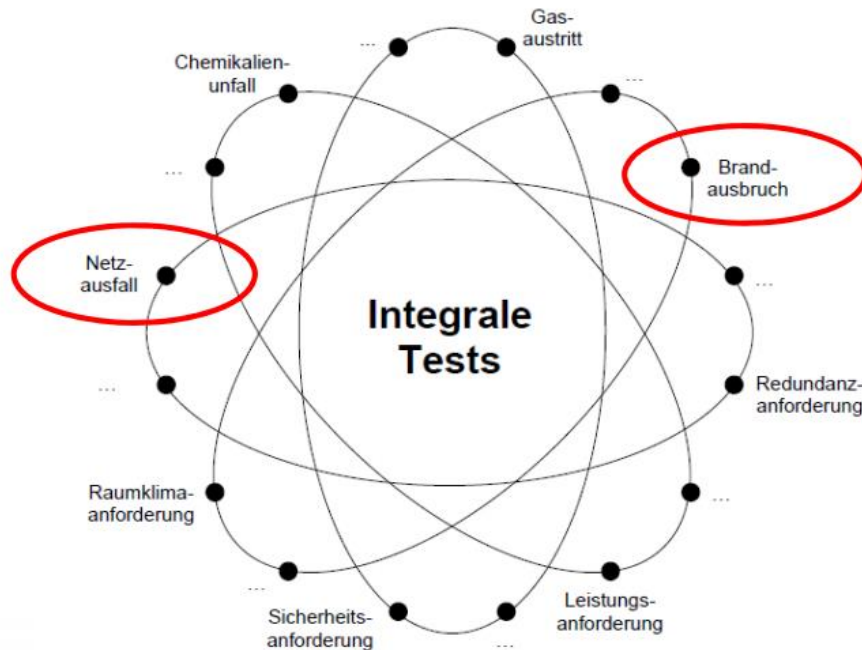 ...
Gas-
austritt
Chemikalien-
unfall
...
...
Brand-
ausbruch
Netz-
ausfall
...
Integrale
Tests
...
Redundanz-
anforderung
Raumklima-
anforderung
...
...
Sicherheits-
anforderung
...
Leistungs-
anforderung